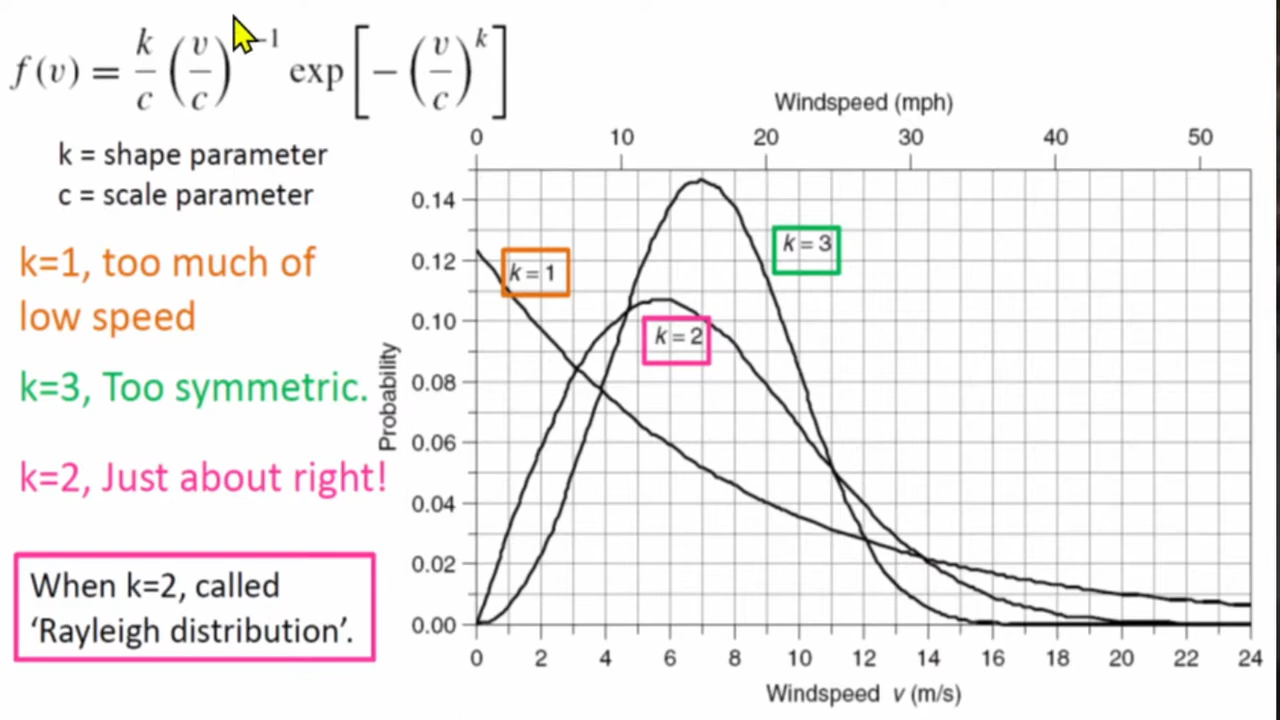 f(v) = k/c (v/c)^-1 exp[-(v/c)^k]
k = shape parameter
c = scale parameter
k=1, too much of
low speed
k=3, Too symmetric.
k=2, Just about right!
When k=2, called
‘Rayleigh distribution’.
Windspeed (mph)
0 10 20 30 40 50
0.14
0.12
0.10
0.08
0.06
0.04
0.02
0.00
Probability
k = 1
k = 2
k = 3
0 2 4 6 8 10 12 14 16 18 20 22 24
Windspeed v (m/s)